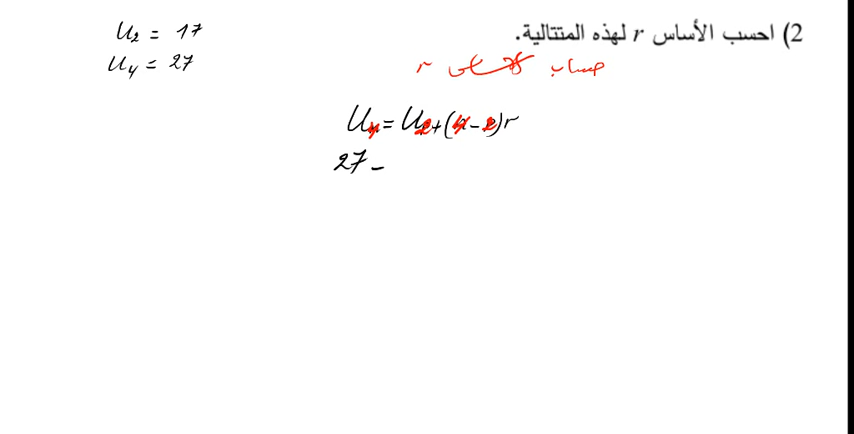 2) احسب الأساس r لهذه المتتالية.
U₂ = 17
U₄ = 27
حساب الأساس r
U₄ = U₂ + (4 - 2)r
27 =